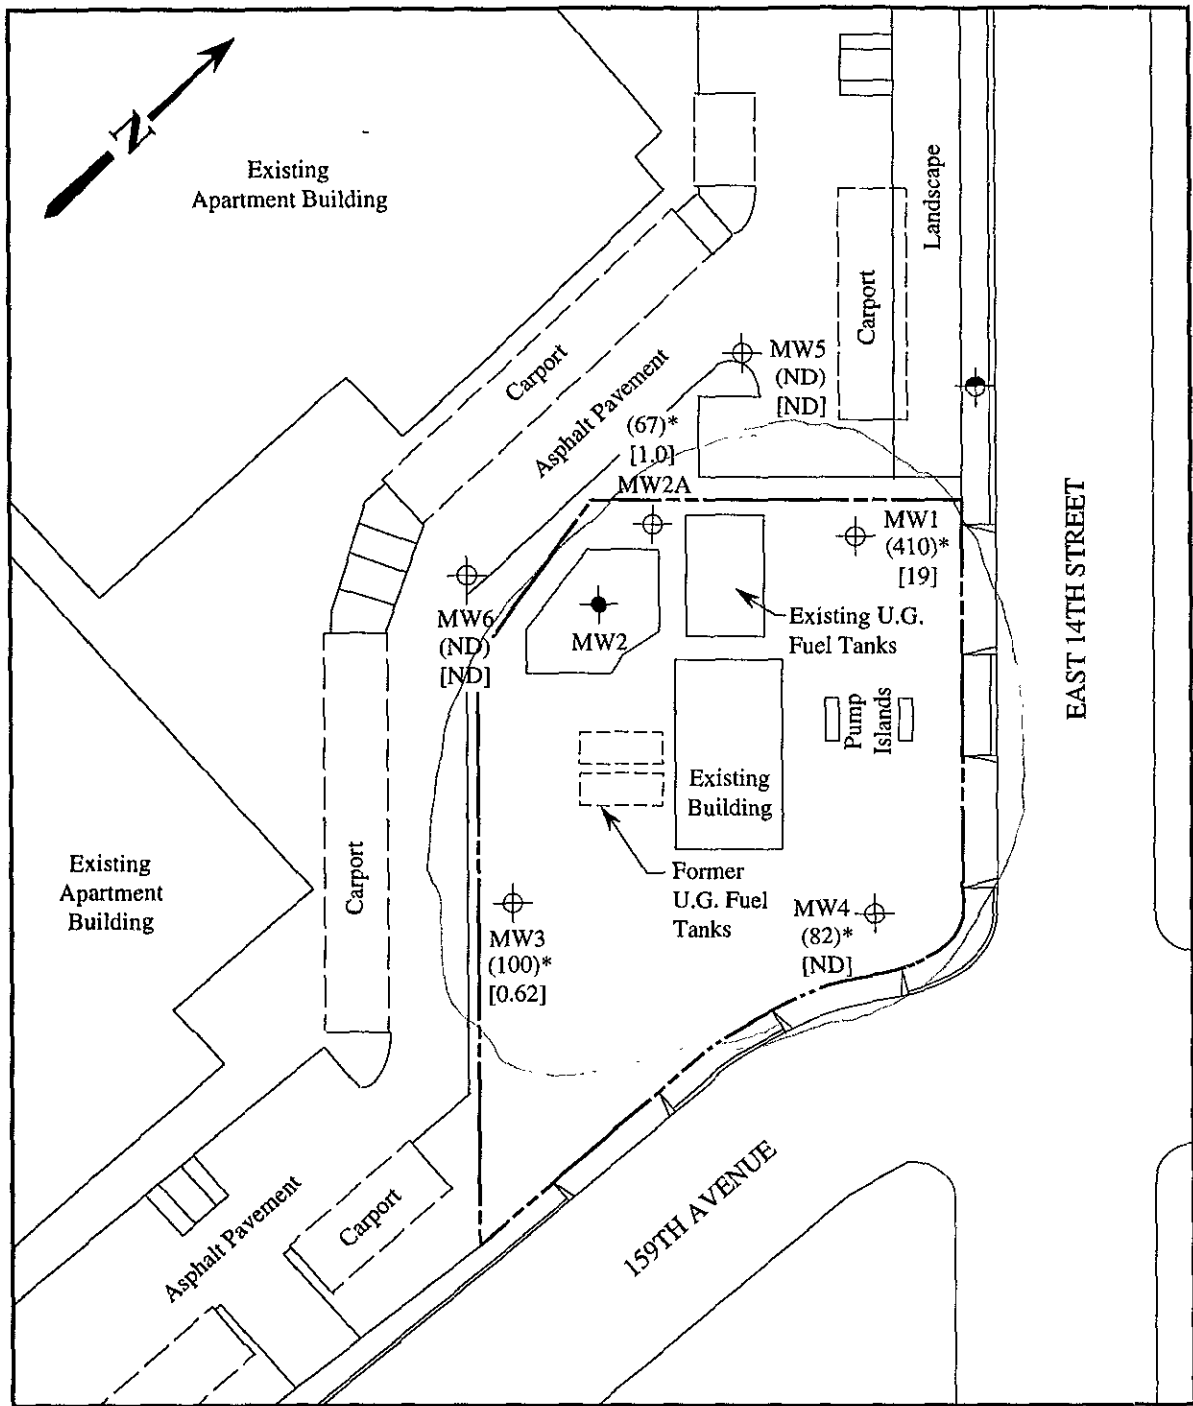 N
Existing
Apartment Building
Landscape
Carport
Carport
Asphalt Pavement
MW5
(ND)
[ND]
(67)*
[1.0]
MW2A
MW1
(410)*
[19]
EAST 14TH STREET
MW6
(ND)
[ND]
MW2
Existing U.G.
Fuel Tanks
Pump
Islands
Existing
Building
Existing
Apartment
Building
Carport
Former
U.G. Fuel
Tanks
MW3
(100)*
[0.62]
MW4
(82)*
[ND]
159TH AVENUE
Asphalt Pavement
Carport